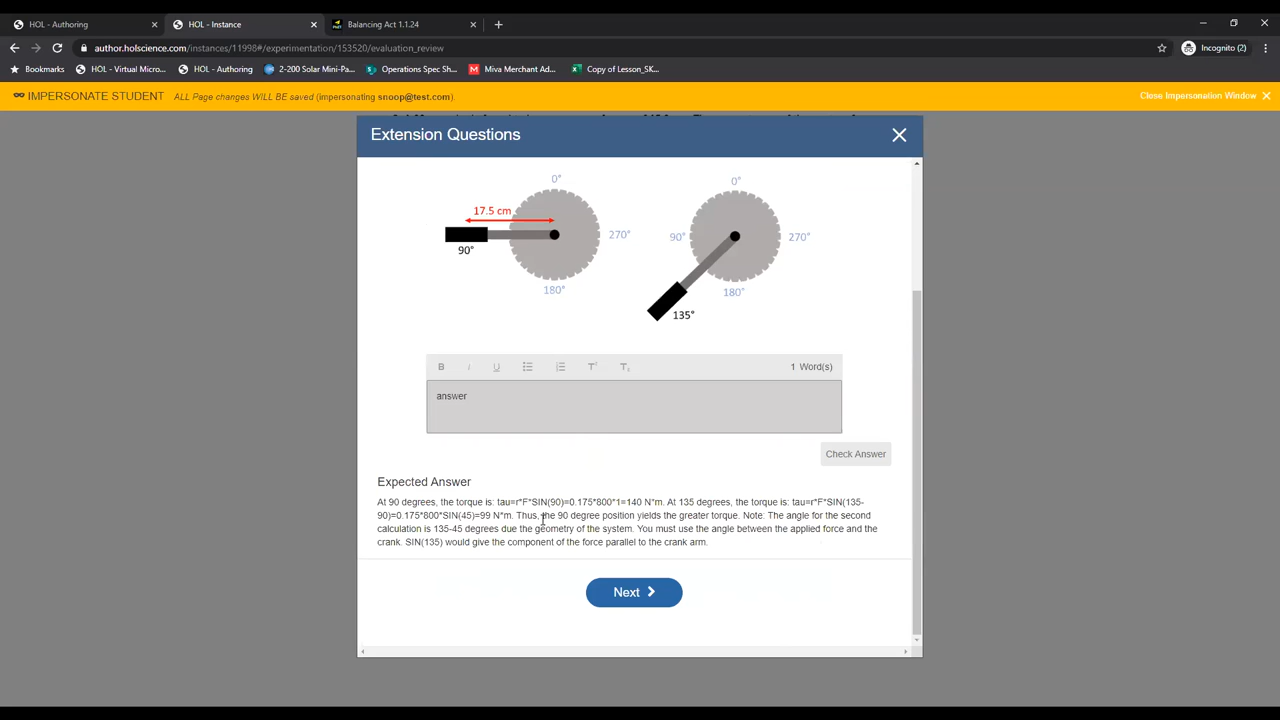 HOL - Authoring
HOL - Instance
Balancing Act 1.1.24
author.holscience.com/instances/11998#/experimentation/153520/evaluation_review
Incognito (2)
Bookmarks
HOL - Virtual Micro...
HOL - Authoring
2-200 Solar Mini-Pa...
Operations Spec Sh...
Miva Merchant Ad...
Copy of Lesson_SK...
IMPERSONATE STUDENT ALL Page changes WILL BE saved (impersonating snoop@test.com).
Close Impersonation Window
Extension Questions
0°
17.5 cm
270°
90°
180°
0°
90°
270°
180°
135°
B I U T T
1 Word(s)
answer
Check Answer
Expected Answer
At 90 degrees, the torque is: tau=r*F*SIN(90)=0.175*800*1=140 N*m. At 135 degrees, the torque is: tau=r*F*SIN(135-
90)=0.175*800*SIN(45)=99 N*m. Thus, the 90 degree position yields the greater torque. Note: The angle for the second
calculation is 135-45 degrees due the geometry of the system. You must use the angle between the applied force and the
crank. SIN(135) would give the component of the force parallel to the crank arm.
Next